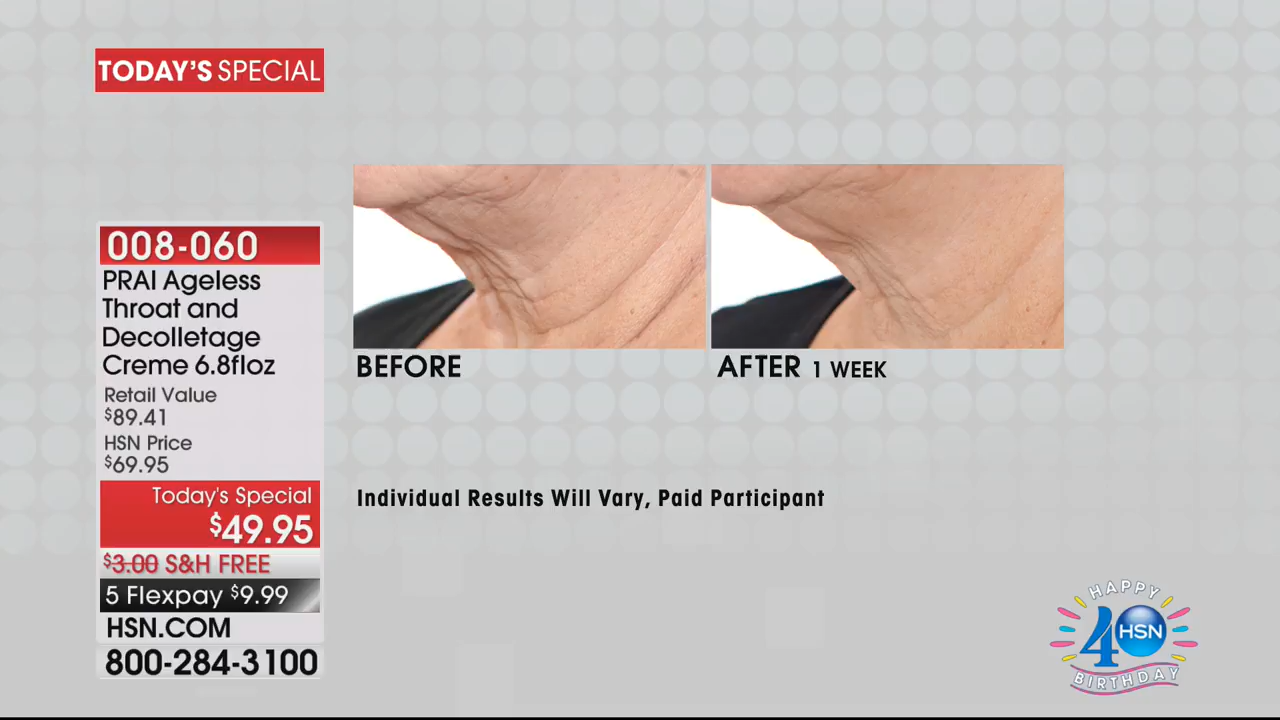 TODAY'S SPECIAL
008-060
PRAI Ageless
Throat and
Decolletage
Creme 6.8floz
Retail Value
$89.41
HSN Price
$69.95
Today's Special
$49.95
$3.00 S&H FREE
5 Flexpay $9.99
HSN.COM
800-284-3100
BEFORE
AFTER 1 WEEK
Individual Results Will Vary, Paid Participant
HAPPY
40 HSN
BIRTHDAY